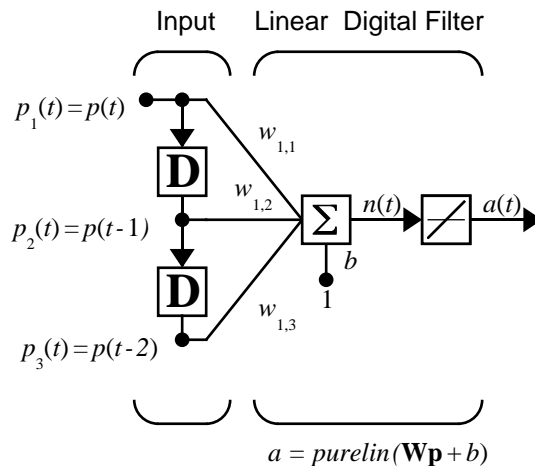 Input Linear Digital Filter
p1(t) = p(t)
w1,1
D
w1,2
n(t) a(t)
p2(t) = p(t-1)
Σ
b
D
1
w1,3
p3(t) = p(t-2)
a = purelin(Wp + b)